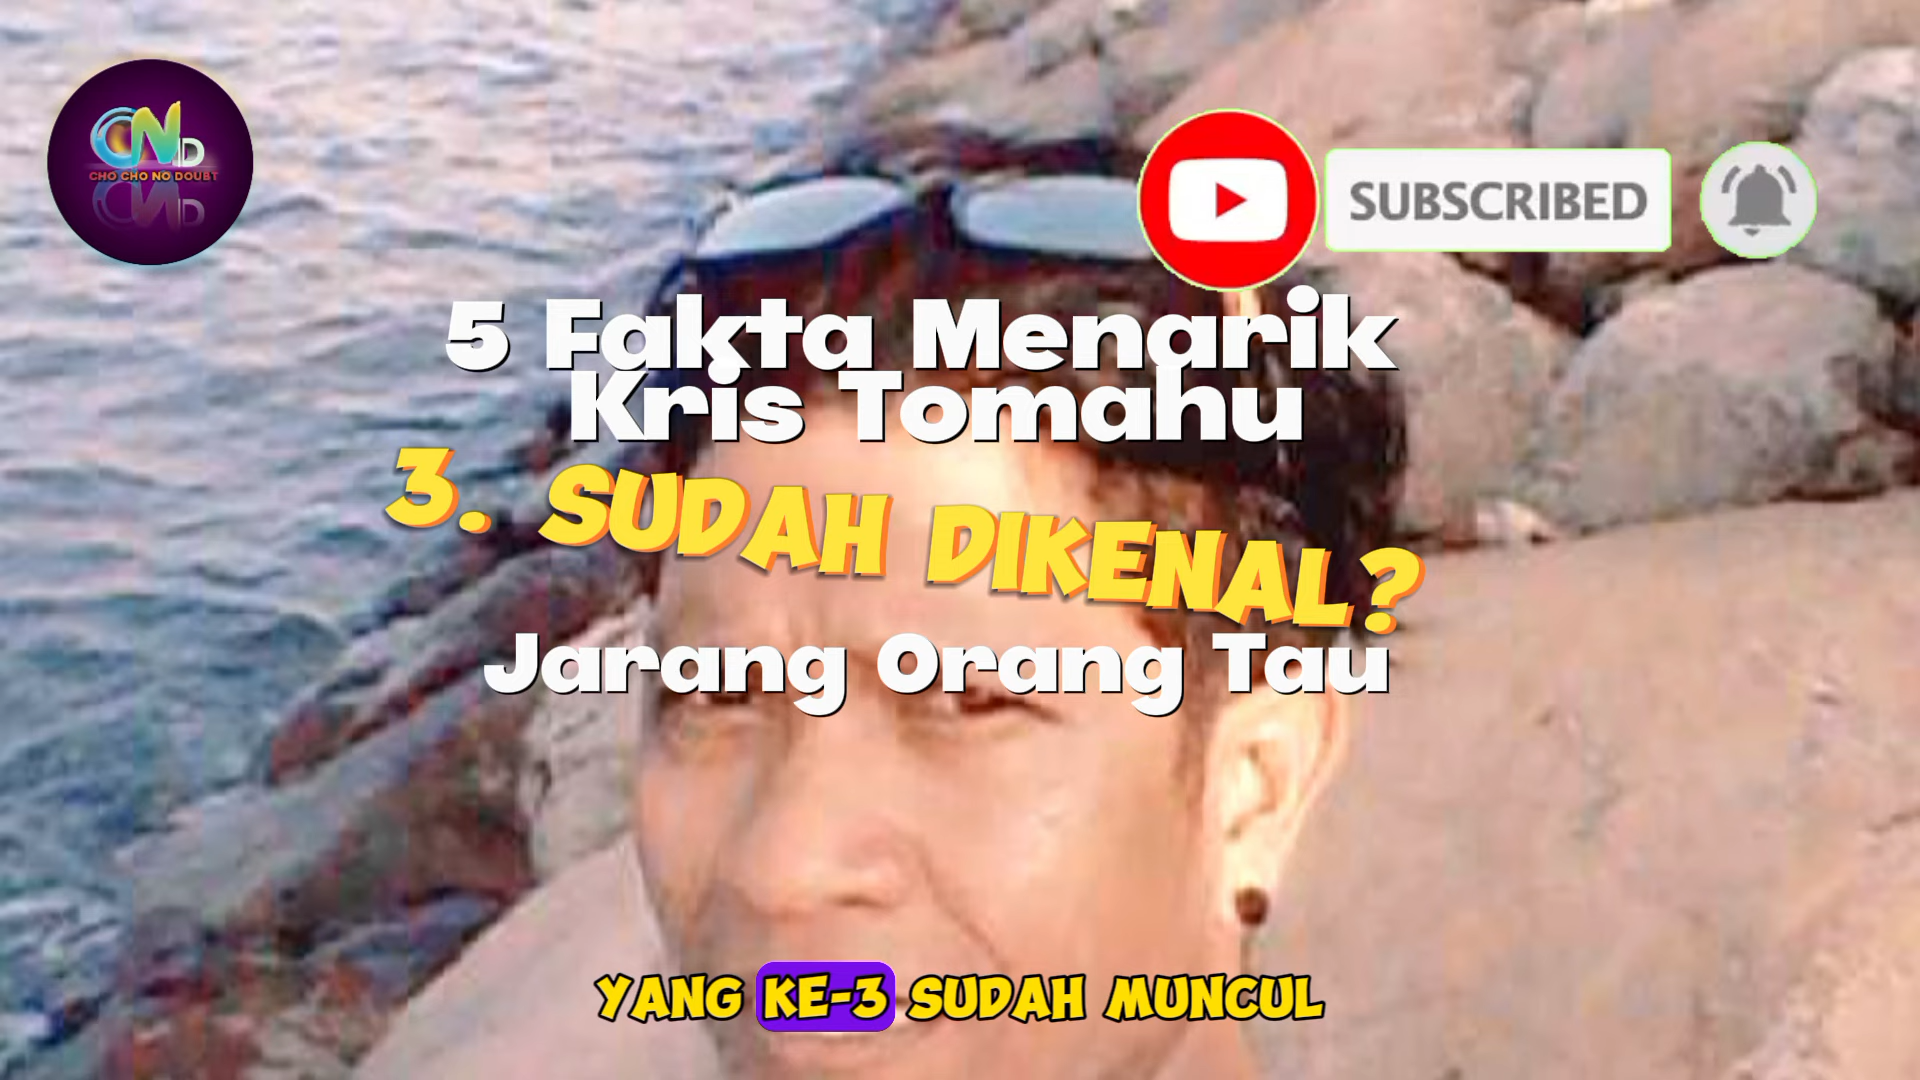 CND
CHO CHO NO DOUBT
SUBSCRIBED
5 Fakta Menarik
Kris Tomahu
3. SUDAH DIKENAL?
Jarang Orang Tau
YANG KE-3 SUDAH MUNCUL